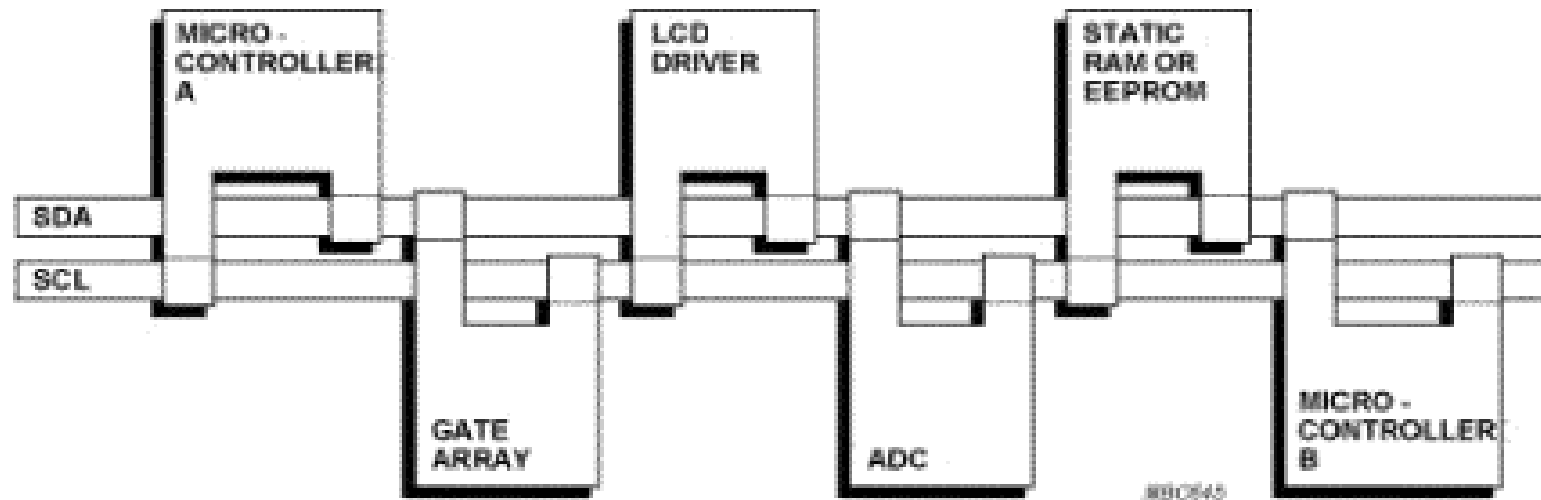 MICRO -
CONTROLLER
A
LCD
DRIVER
STATIC
RAM OR
EEPROM
SDA
SCL
GATE
ARRAY
ADC
MICRO -
CONTROLLER
B